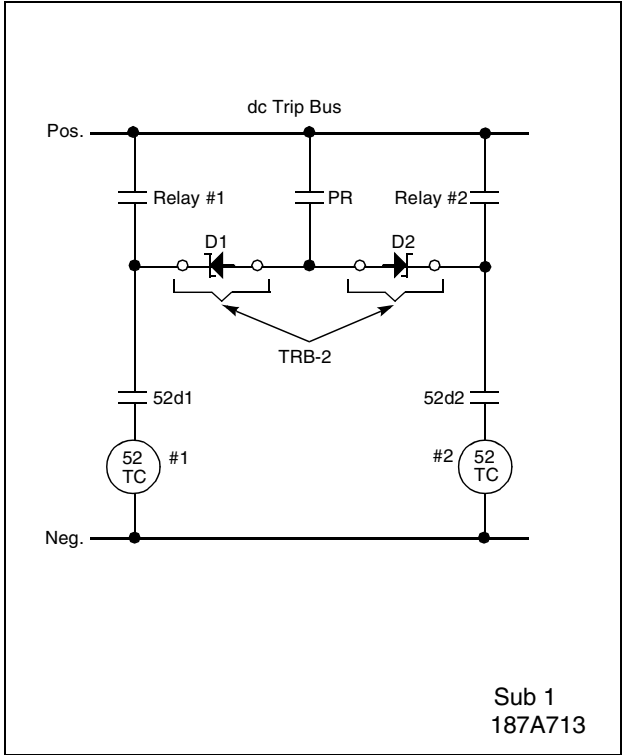 dc Trip Bus
Pos.
Relay #1
PR
Relay #2
D1
D2
TRB-2
52d1
52d2
52
TC
#1
#2
52
TC
Neg.
Sub 1
187A713